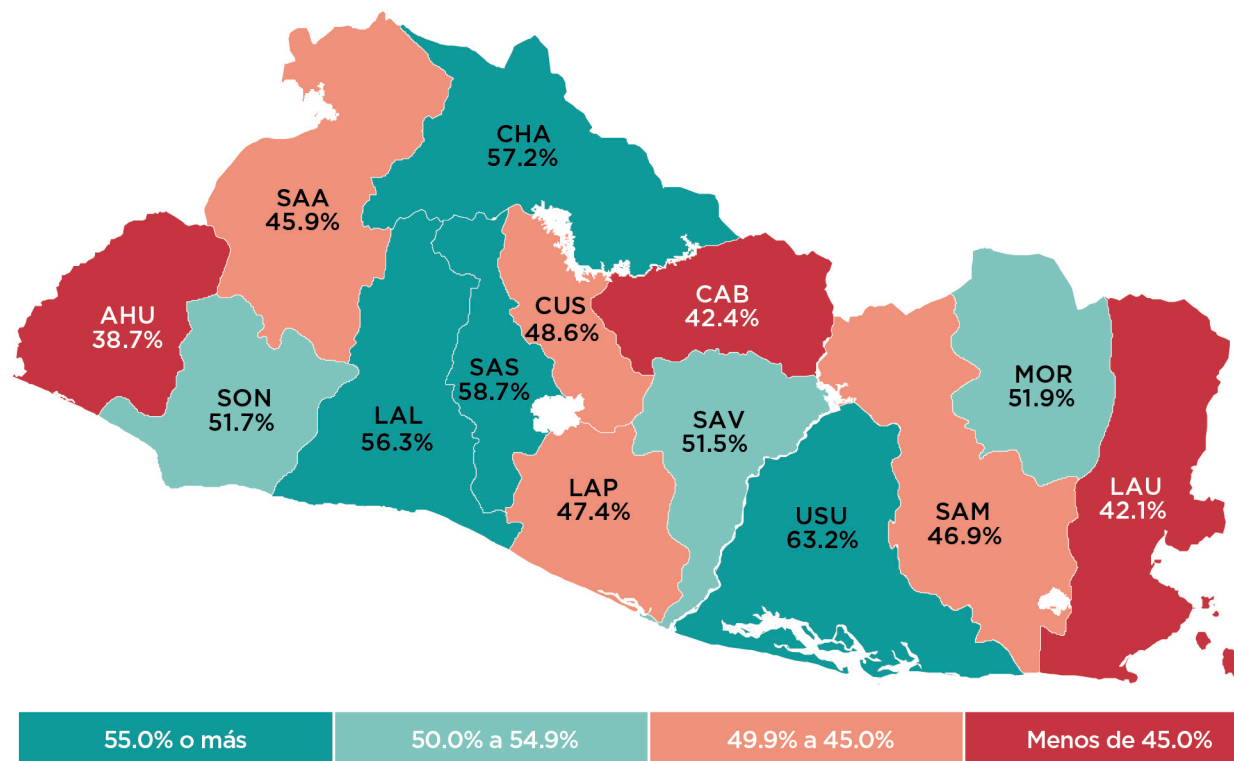 CHA
57.2%
SAA
45.9%
AHU
38.7%
SON
51.7%
LAL
56.3%
SAS
58.7%
CUS
48.6%
CAB
42.4%
SAV
51.5%
LAP
47.4%
USU
63.2%
SAM
46.9%
MOR
51.9%
LAU
42.1%
55.0% o más
50.0% a 54.9%
49.9% a 45.0%
Menos de 45.0%